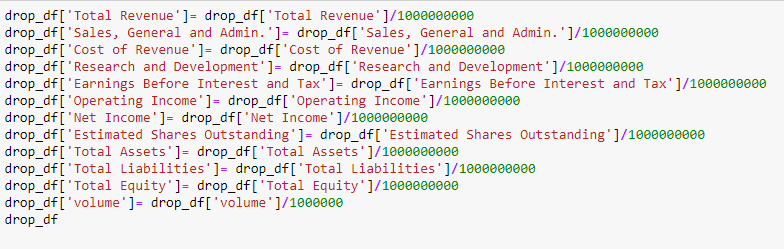 drop_df['Total Revenue']= drop_df['Total Revenue']/1000000000
drop_df['Sales, General and Admin.']= drop_df['Sales, General and Admin.']/1000000000
drop_df['Cost of Revenue']= drop_df['Cost of Revenue']/1000000000
drop_df['Research and Development']= drop_df['Research and Development']/1000000000
drop_df['Earnings Before Interest and Tax']= drop_df['Earnings Before Interest and Tax']/1000000000
drop_df['Operating Income']= drop_df['Operating Income']/1000000000
drop_df['Net Income']= drop_df['Net Income']/1000000000
drop_df['Estimated Shares Outstanding']= drop_df['Estimated Shares Outstanding']/1000000000
drop_df['Total Assets']= drop_df['Total Assets']/1000000000
drop_df['Total Liabilities']= drop_df['Total Liabilities']/1000000000
drop_df['Total Equity']= drop_df['Total Equity']/1000000000
drop_df['volume']= drop_df['volume']/1000000
drop_df